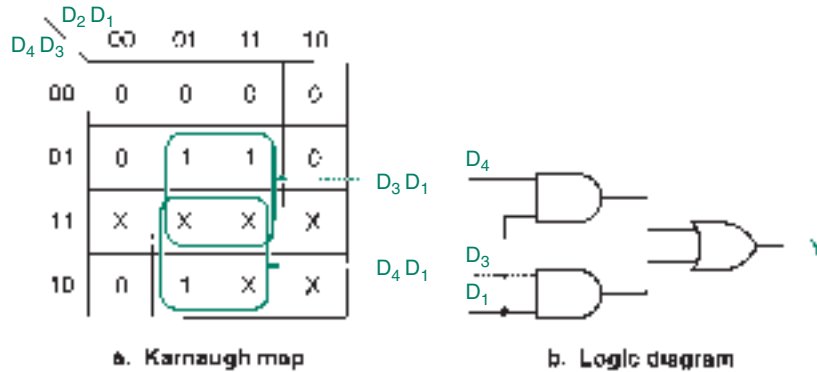 D2 D1
D4 D3 00 01 11 10
00 0 0 0 0
01 0 1 1 0
D3 D1
11 X X X X
10 0 1 X X
D4 D1
D4
D3
D1
Y
a. Karnaugh map
b. Logic diagram